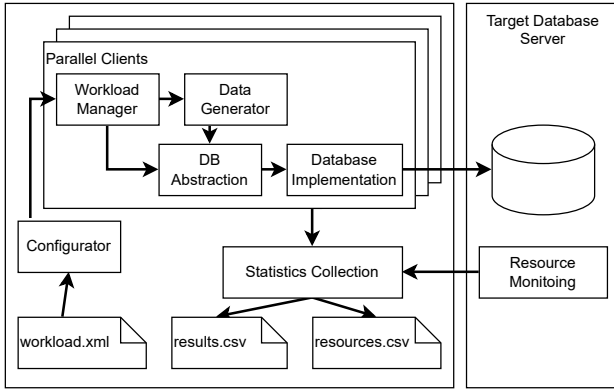 Target Database
Server
Parallel Clients
Workload
Manager
Data
Generator
DB
Abstraction
Database
Implementation
Configurator
Statistics Collection
Resource
Monitoing
workload.xml
results.csv
resources.csv